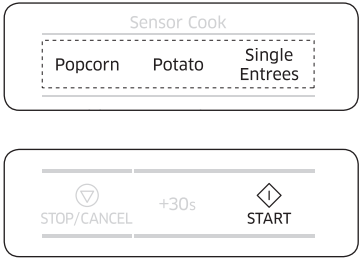 Sensor Cook
Popcorn Potato Single Entrees
STOP/CANCEL +30s START